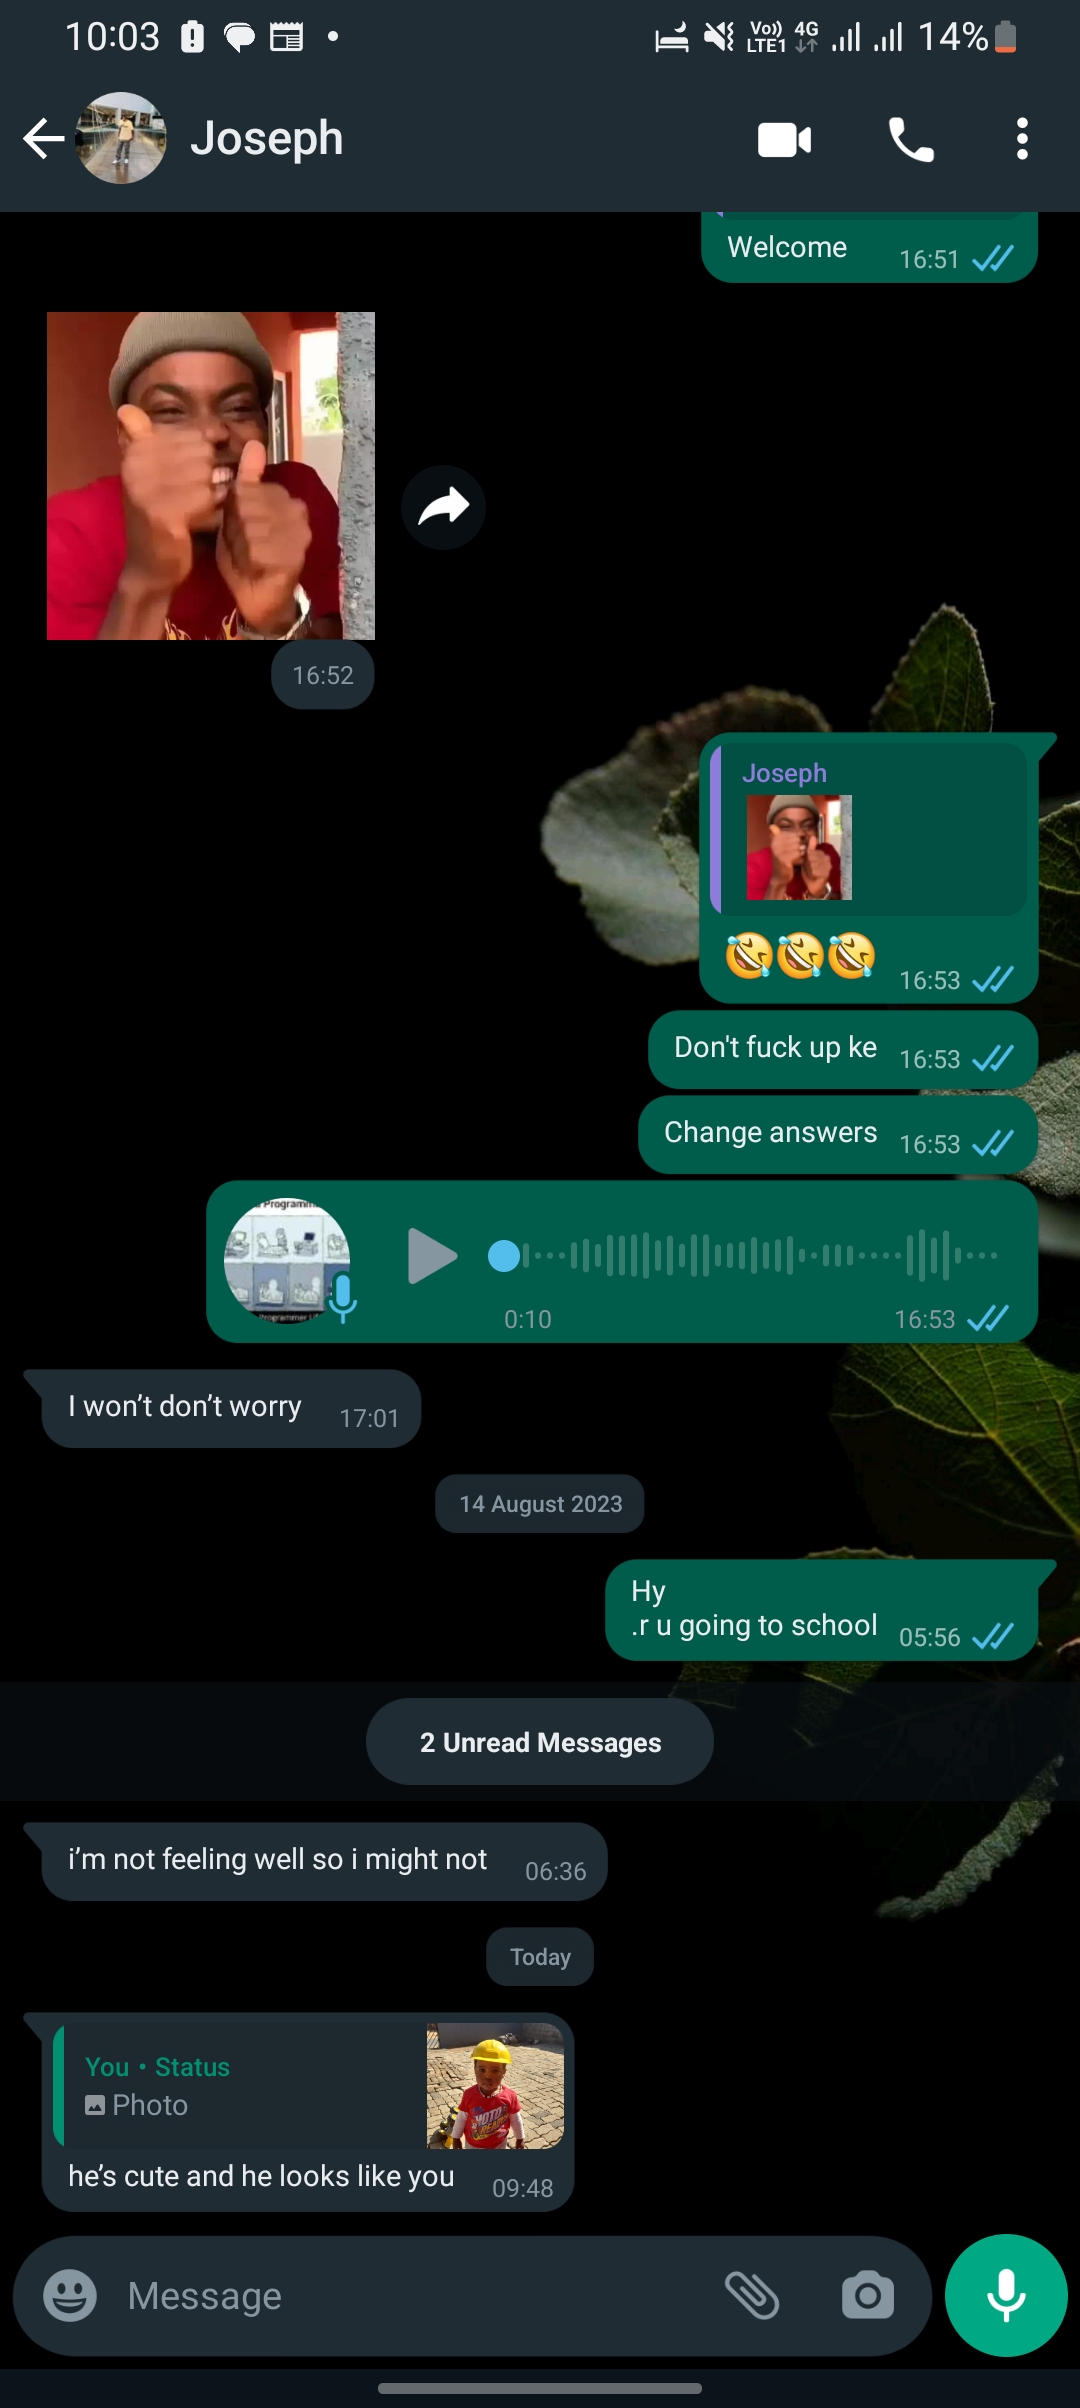 10:03
Vo)) LTE1 4G 14%
Joseph
Welcome 16:51
16:52
Joseph
16:53
Don't fuck up ke 16:53
Change answers 16:53
Programm
Programmer Li
0:10 16:53
I won’t don’t worry 17:01
14 August 2023
Hy
.r u going to school 05:56
2 Unread Messages
i’m not feeling well so i might not 06:36
Today
You • Status
Photo
he’s cute and he looks like you 09:48
Message